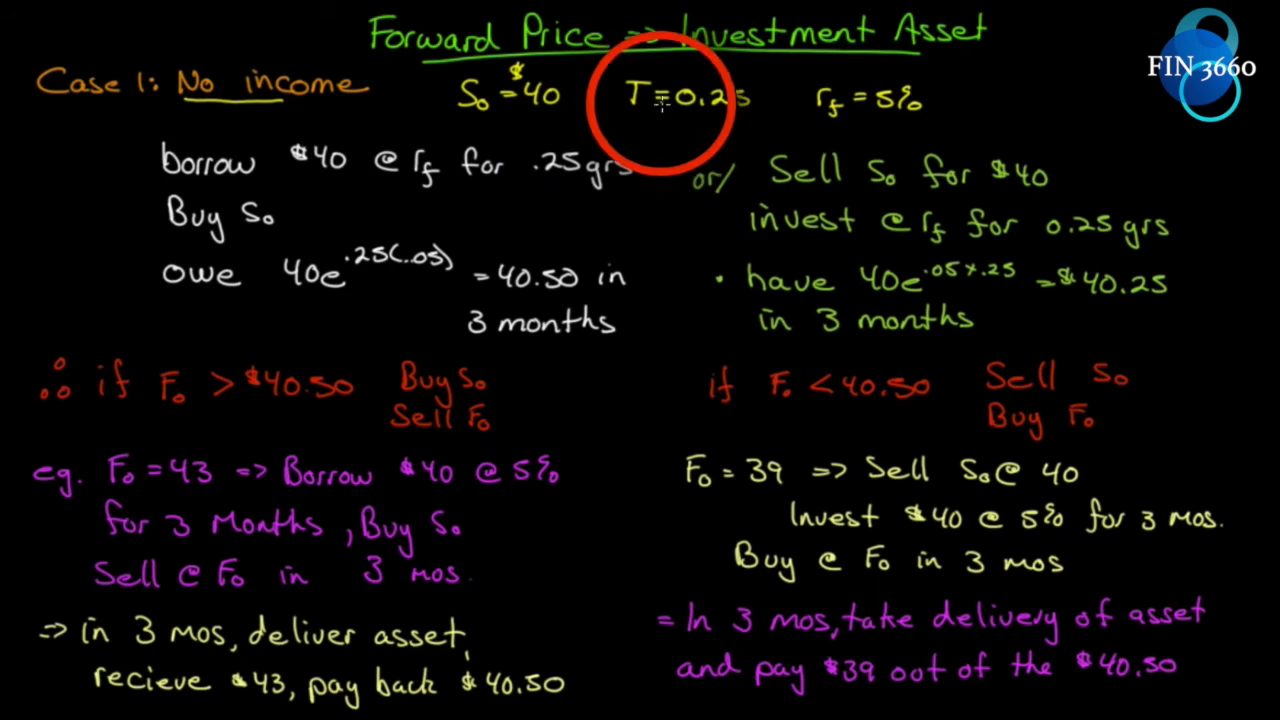 Forward Price => Investment Asset
FIN 3660
Case 1: No income S₀ = $40 T = 0.25 rf = 5%
borrow $40 @ rf for .25yrs
Buy S₀
owe 40e^.25(.05) = 40.50 in
3 months
or/ Sell S₀ for $40
invest @ rf for 0.25 yrs
• have 40e^.05×.25 = $40.25
in 3 months
∴ if F₀ > $40.50 Buy S₀
Sell F₀
if F₀ < 40.50 Sell S₀
Buy F₀
eg. F₀ = 43 => Borrow $40 @ 5%
for 3 Months, Buy S₀
Sell @ F₀ in 3 mos.
=> in 3 mos, deliver asset,
recieve $43, pay back $40.50
F₀ = 39 => Sell S₀ @ 40
Invest $40 @ 5% for 3 mos.
Buy @ F₀ in 3 mos
= In 3 mos, take delivery of asset
and pay $39 out of the $40.50